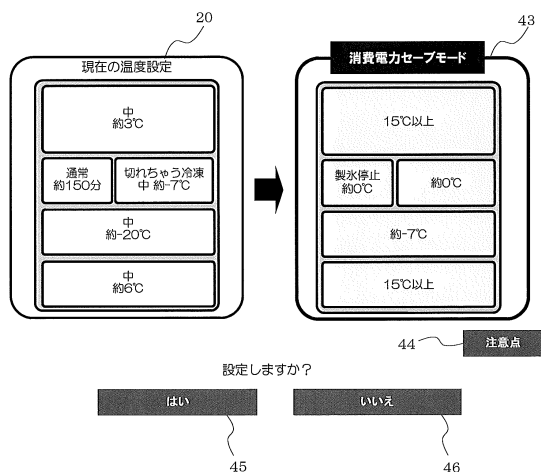 20
43
現在の温度設定
消費電力セーブモード
中
約3℃
15℃以上
通常
約150分
切れちゃう冷凍
中 約-7℃
製氷停止
約0℃
約0℃
中
約-20℃
約-7℃
中
約6℃
15℃以上
44
注意点
設定しますか？
はい
いいえ
45
46